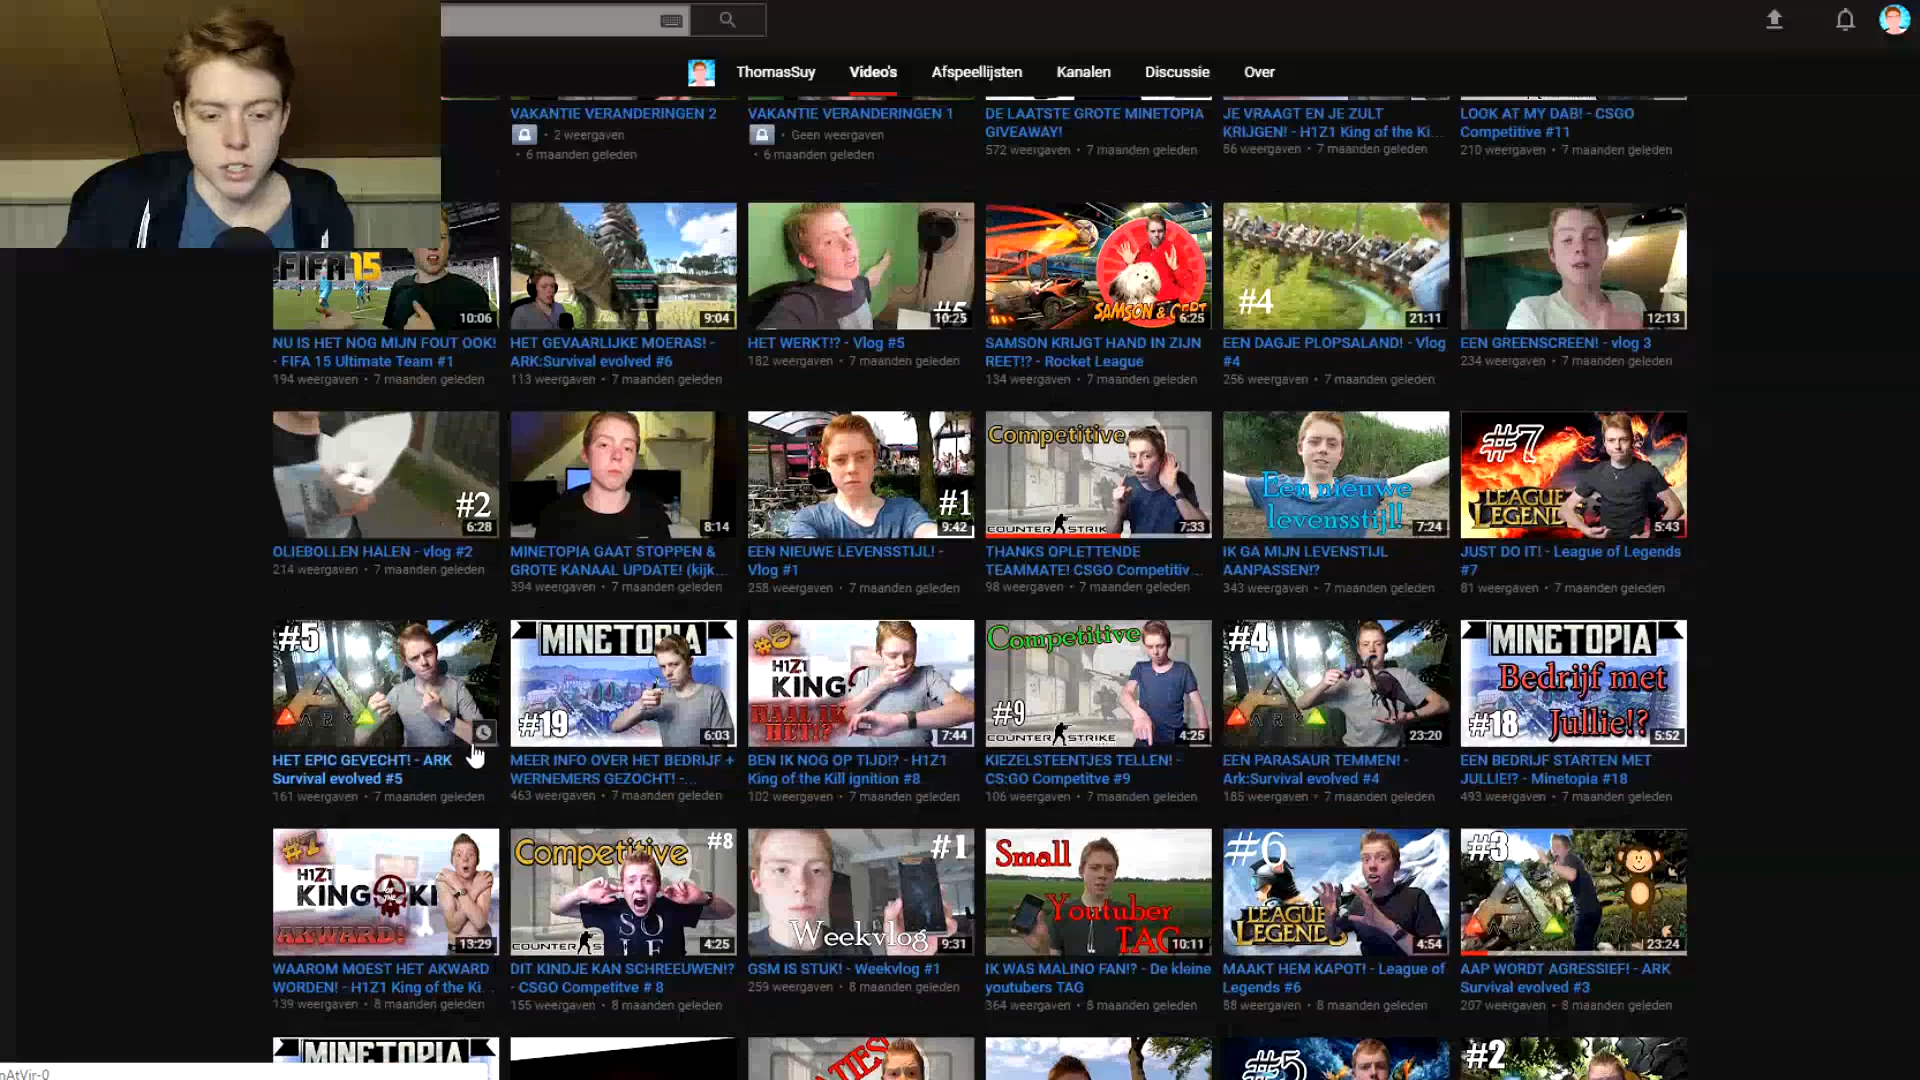 ThomasSuy
Video's
Afspeellijsten
Kanalen
Discussie
Over
VAKANTIE VERANDERINGEN 2
• 2 weergaven
• 6 maanden geleden
VAKANTIE VERANDERINGEN 1
• Geen weergaven
• 6 maanden geleden
DE LAATSTE GROTE MINETOPIA
GIVEAWAY!
572 weergaven • 7 maanden geleden
JE VRAAGT EN JE ZULT
KRIJGEN! - H1Z1 King of the Ki...
86 weergaven • 7 maanden geleden
LOOK AT MY DAB! - CSGO
Competitive #11
210 weergaven • 7 maanden geleden
FIFA 15
10:06
NU IS HET NOG MIJN FOUT OOK!
- FIFA 15 Ultimate Team #1
194 weergaven • 7 maanden geleden
9:04
HET GEVAARLIJKE MOERAS! -
ARK:Survival evolved #6
113 weergaven • 7 maanden geleden
#5
10:25
HET WERKT!? - Vlog #5
182 weergaven • 7 maanden geleden
SAMSON & GERT
6:25
SAMSON KRIJGT HAND IN ZIJN
REET!? - Rocket League
134 weergaven • 7 maanden geleden
#4
21:11
EEN DAGJE PLOPSALAND! - Vlog
#4
256 weergaven • 7 maanden geleden
12:13
EEN GREENSCREEN! - vlog 3
234 weergaven • 7 maanden geleden
#2
6:28
OLIEBOLLEN HALEN - vlog #2
214 weergaven • 7 maanden geleden
8:14
MINETOPIA GAAT STOPPEN &
GROTE KANAAL UPDATE! (kijk...
394 weergaven • 7 maanden geleden
#1
9:42
EEN NIEUWE LEVENSSTIJL! -
Vlog #1
258 weergaven • 7 maanden geleden
Competitive
COUNTER STRIK
7:33
THANKS OPLETTENDE
TEAMMATE! CSGO Competitiv...
98 weergaven • 7 maanden geleden
Een nieuwe
levensstijl!
7:24
IK GA MIJN LEVENSTIJL
AANPASSEN!?
343 weergaven • 7 maanden geleden
#7
LEAGUE
LEGEND
5:43
JUST DO IT! - League of Legends
#7
81 weergaven • 7 maanden geleden
#5
ARK
HET EPIC GEVECHT! - ARK
Survival evolved #5
161 weergaven • 7 maanden geleden
MINETOPIA
#19
6:03
MEER INFO OVER HET BEDRIJF +
WERNEMERS GEZOCHT! -...
463 weergaven • 7 maanden geleden
#8
H1Z1
KING
HAAL IK
HET!?
7:44
BEN IK NOG OP TIJD!? - H1Z1
King of the Kill ignition #8
102 weergaven • 7 maanden geleden
Competitive
#9
COUNTER STRIKE
4:25
KIEZELSTEENTJES TELLEN! -
CS:GO Competitve #9
106 weergaven • 7 maanden geleden
#4
ARK
23:20
EEN PARASAUR TEMMEN! -
Ark:Survival evolved #4
185 weergaven • 7 maanden geleden
MINETOPIA
Bedrijf met
#18 Jullie!?
5:52
EEN BEDRIJF STARTEN MET
JULLIE!? - Minetopia #18
493 weergaven • 7 maanden geleden
#7
H1Z1
KING KI
AKWARD!
13:29
WAAROM MOEST HET AKWARD
WORDEN! - H1Z1 King of the Ki...
139 weergaven • 8 maanden geleden
Competitive #8
COUNTER S
4:25
DIT KINDJE KAN SCHREEUWEN!?
- CSGO Competitve # 8
155 weergaven • 8 maanden geleden
#1
Weekvlog
9:31
GSM IS STUK! - Weekvlog #1
259 weergaven • 8 maanden geleden
Small
Youtuber
TAG
10:11
IK WAS MALINO FAN!? - De kleine
youtubers TAG
364 weergaven • 8 maanden geleden
#6
LEAGUE
LEGENDS
4:54
MAAKT HEM KAPOT! - League of
Legends #6
88 weergaven • 8 maanden geleden
#3
23:24
AAP WORDT AGRESSIEF! - ARK
Survival evolved #3
207 weergaven • 8 maanden geleden
MINETOPIA
#5
#2
nAtVir-0